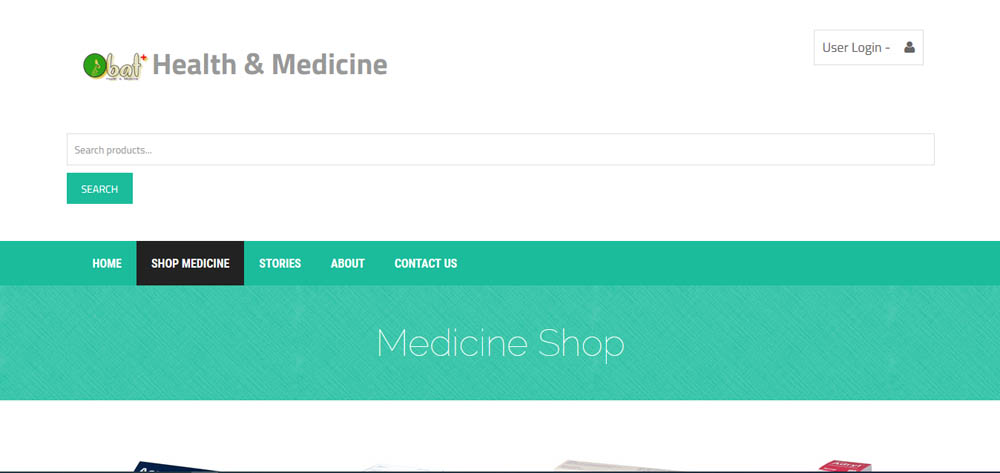 User Login -
Obat Health & Medicine
Search products...
SEARCH
HOME SHOP MEDICINE STORIES ABOUT CONTACT US
Medicine Shop